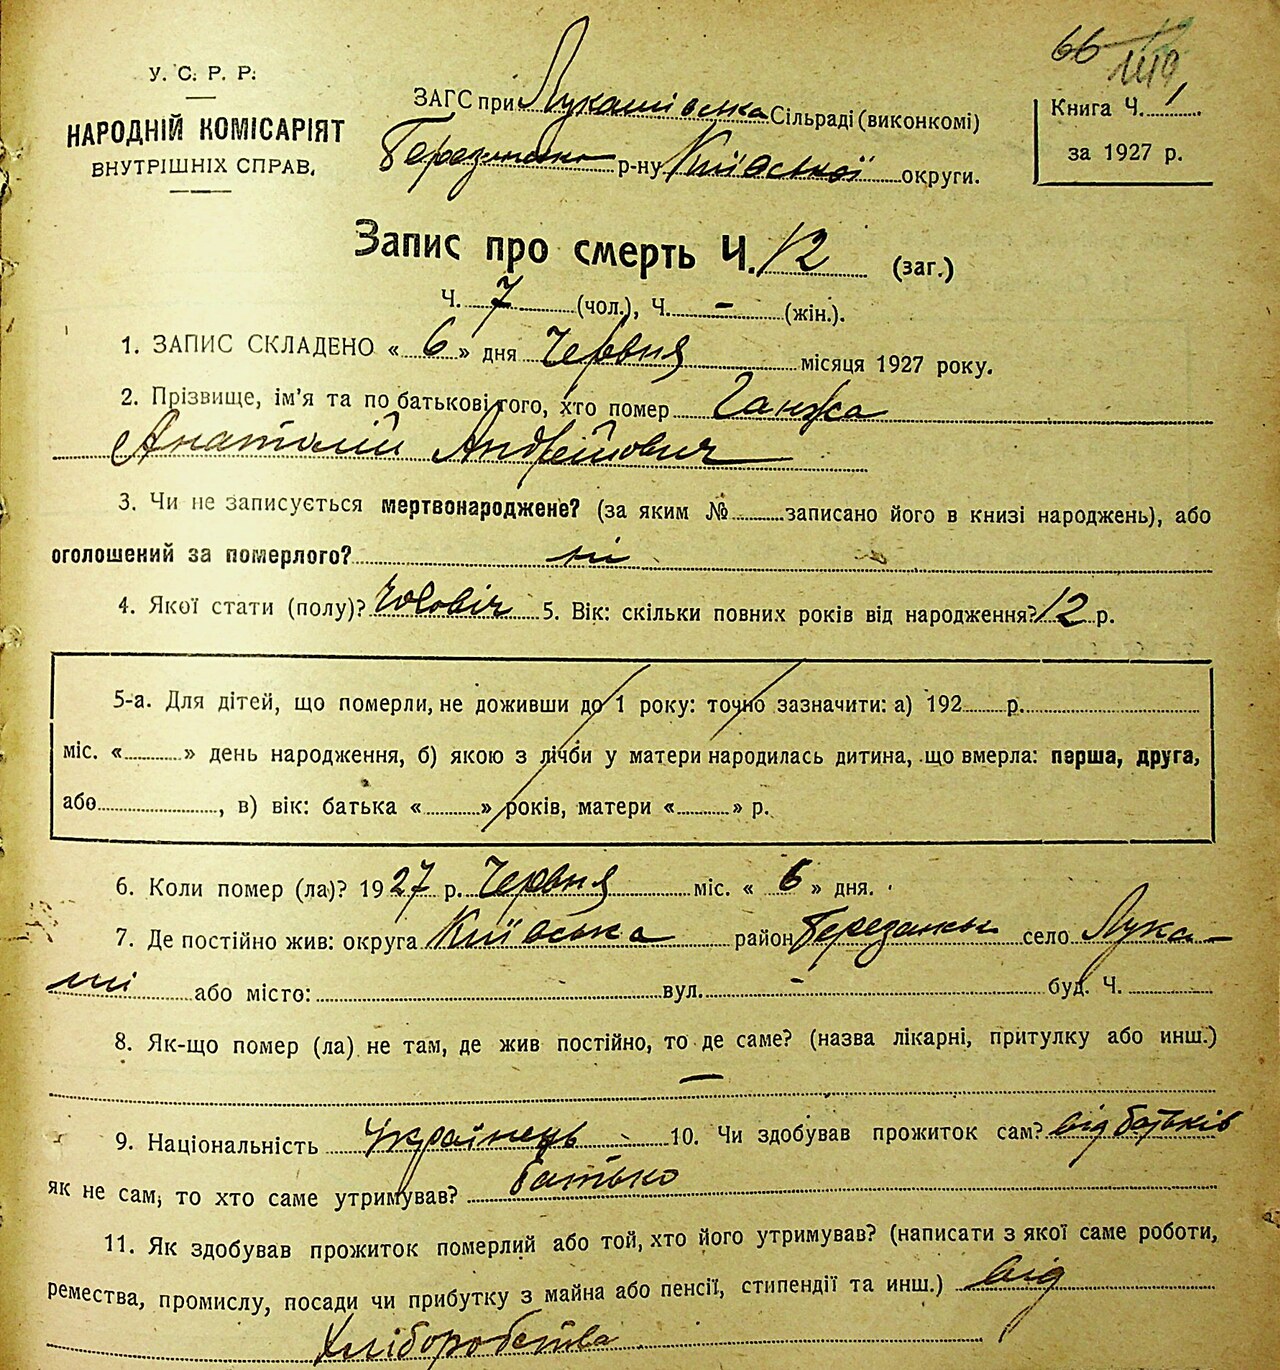 66
У. С. Р. Р.
НАРОДНІЙ КОМІСАРІЯТ
ВНУТРІШНІХ СПРАВ.
ЗАГС при Лукашівська Сільраді (виконкомі)
р-ну Київської округи.
Книга Ч. 1
за 1927 р.
Запис про смерть Ч. 12 (заг.)
Ч. 7 (чол.), Ч. - (жін.).
1. ЗАПИС СКЛАДЕНО « 6 » дня Червня місяця 1927 року.
2. Прізвище, ім'я та по батькові того, хто помер Ганжа
Анатолій Андрейович
3. Чи не записується мертвонароджене? (за яким № записано його в книзі народжень), або
оголошений за померлого? ні
4. Якої стати (полу)? Чоловіч 5. Вік: скільки повних років від народження? 12 р.
5-а. Для дітей, що померли, не доживши до 1 року: точно зазначити: а) 192 р.
міс. « » день народження, б) якою з лічби у матери народилась дитина, що вмерла: перша, друга,
або , в) вік: батька « » років, матери « » р.
6. Коли помер (ла)? 1927 р. Червня міс. « 6 » дня.
7. Де постійно жив: округа Київська район село Лука-
ші або місто: вул. - буд. Ч.
8. Як-що помер (ла) не там, де жив постійно, то де саме? (назва лікарні, притулку або инш.)
—
9. Національність Українець 10. Чи здобував прожиток сам? від батьків
як не сам, то хто саме утримував? батько
11. Як здобував прожиток померлий або той, хто його утримував? (написати з якої саме роботи,
ремества, промислу, посади чи прибутку з майна або пенсії, стипендії та инш.) від
хліборобства